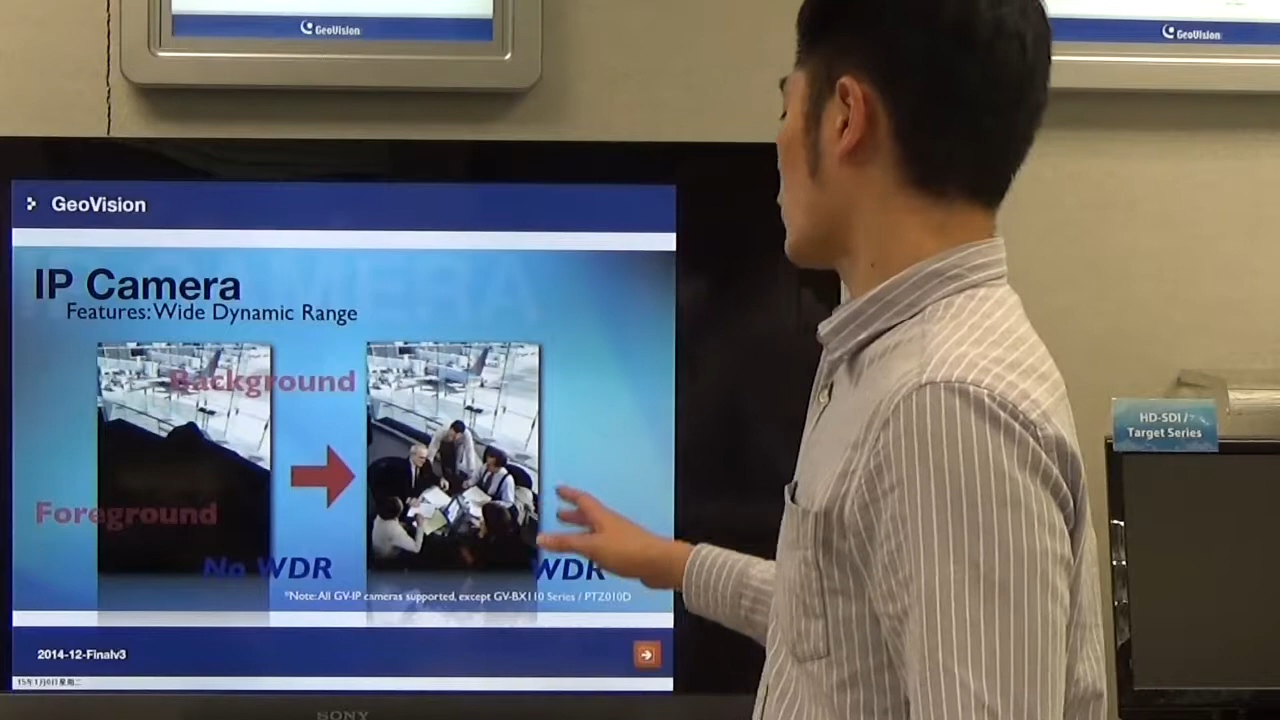 GeoVision
GeoVision
GeoVision
IP Camera
Features: Wide Dynamic Range
Background
Foreground
No WDR
WDR
*Note: All GV-IP cameras supported, except GV-BX110 Series / PTZ010D
2014-12-Finalv3
SONY
HD-SDI /
Target Series